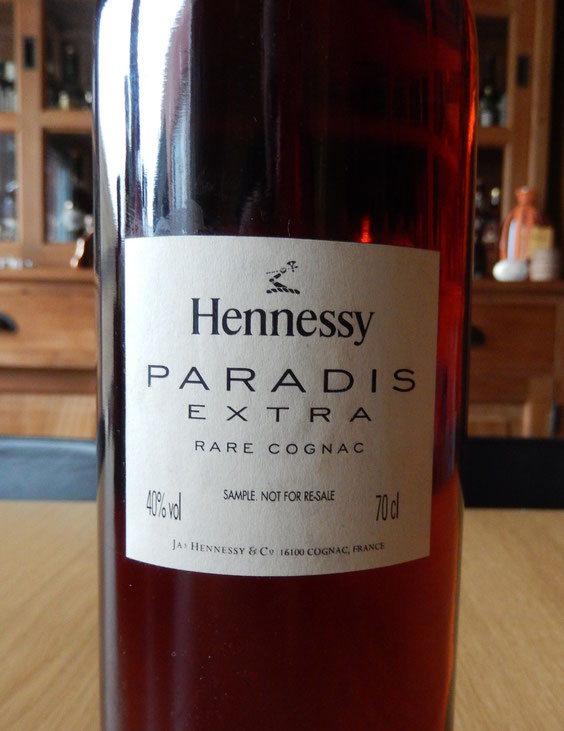 Hennessy
PARADIS
EXTRA
RARE COGNAC
SAMPLE. NOT FOR RE-SALE
40% vol 70 cl
JAS HENNESSY & CO 16100 COGNAC, FRANCE